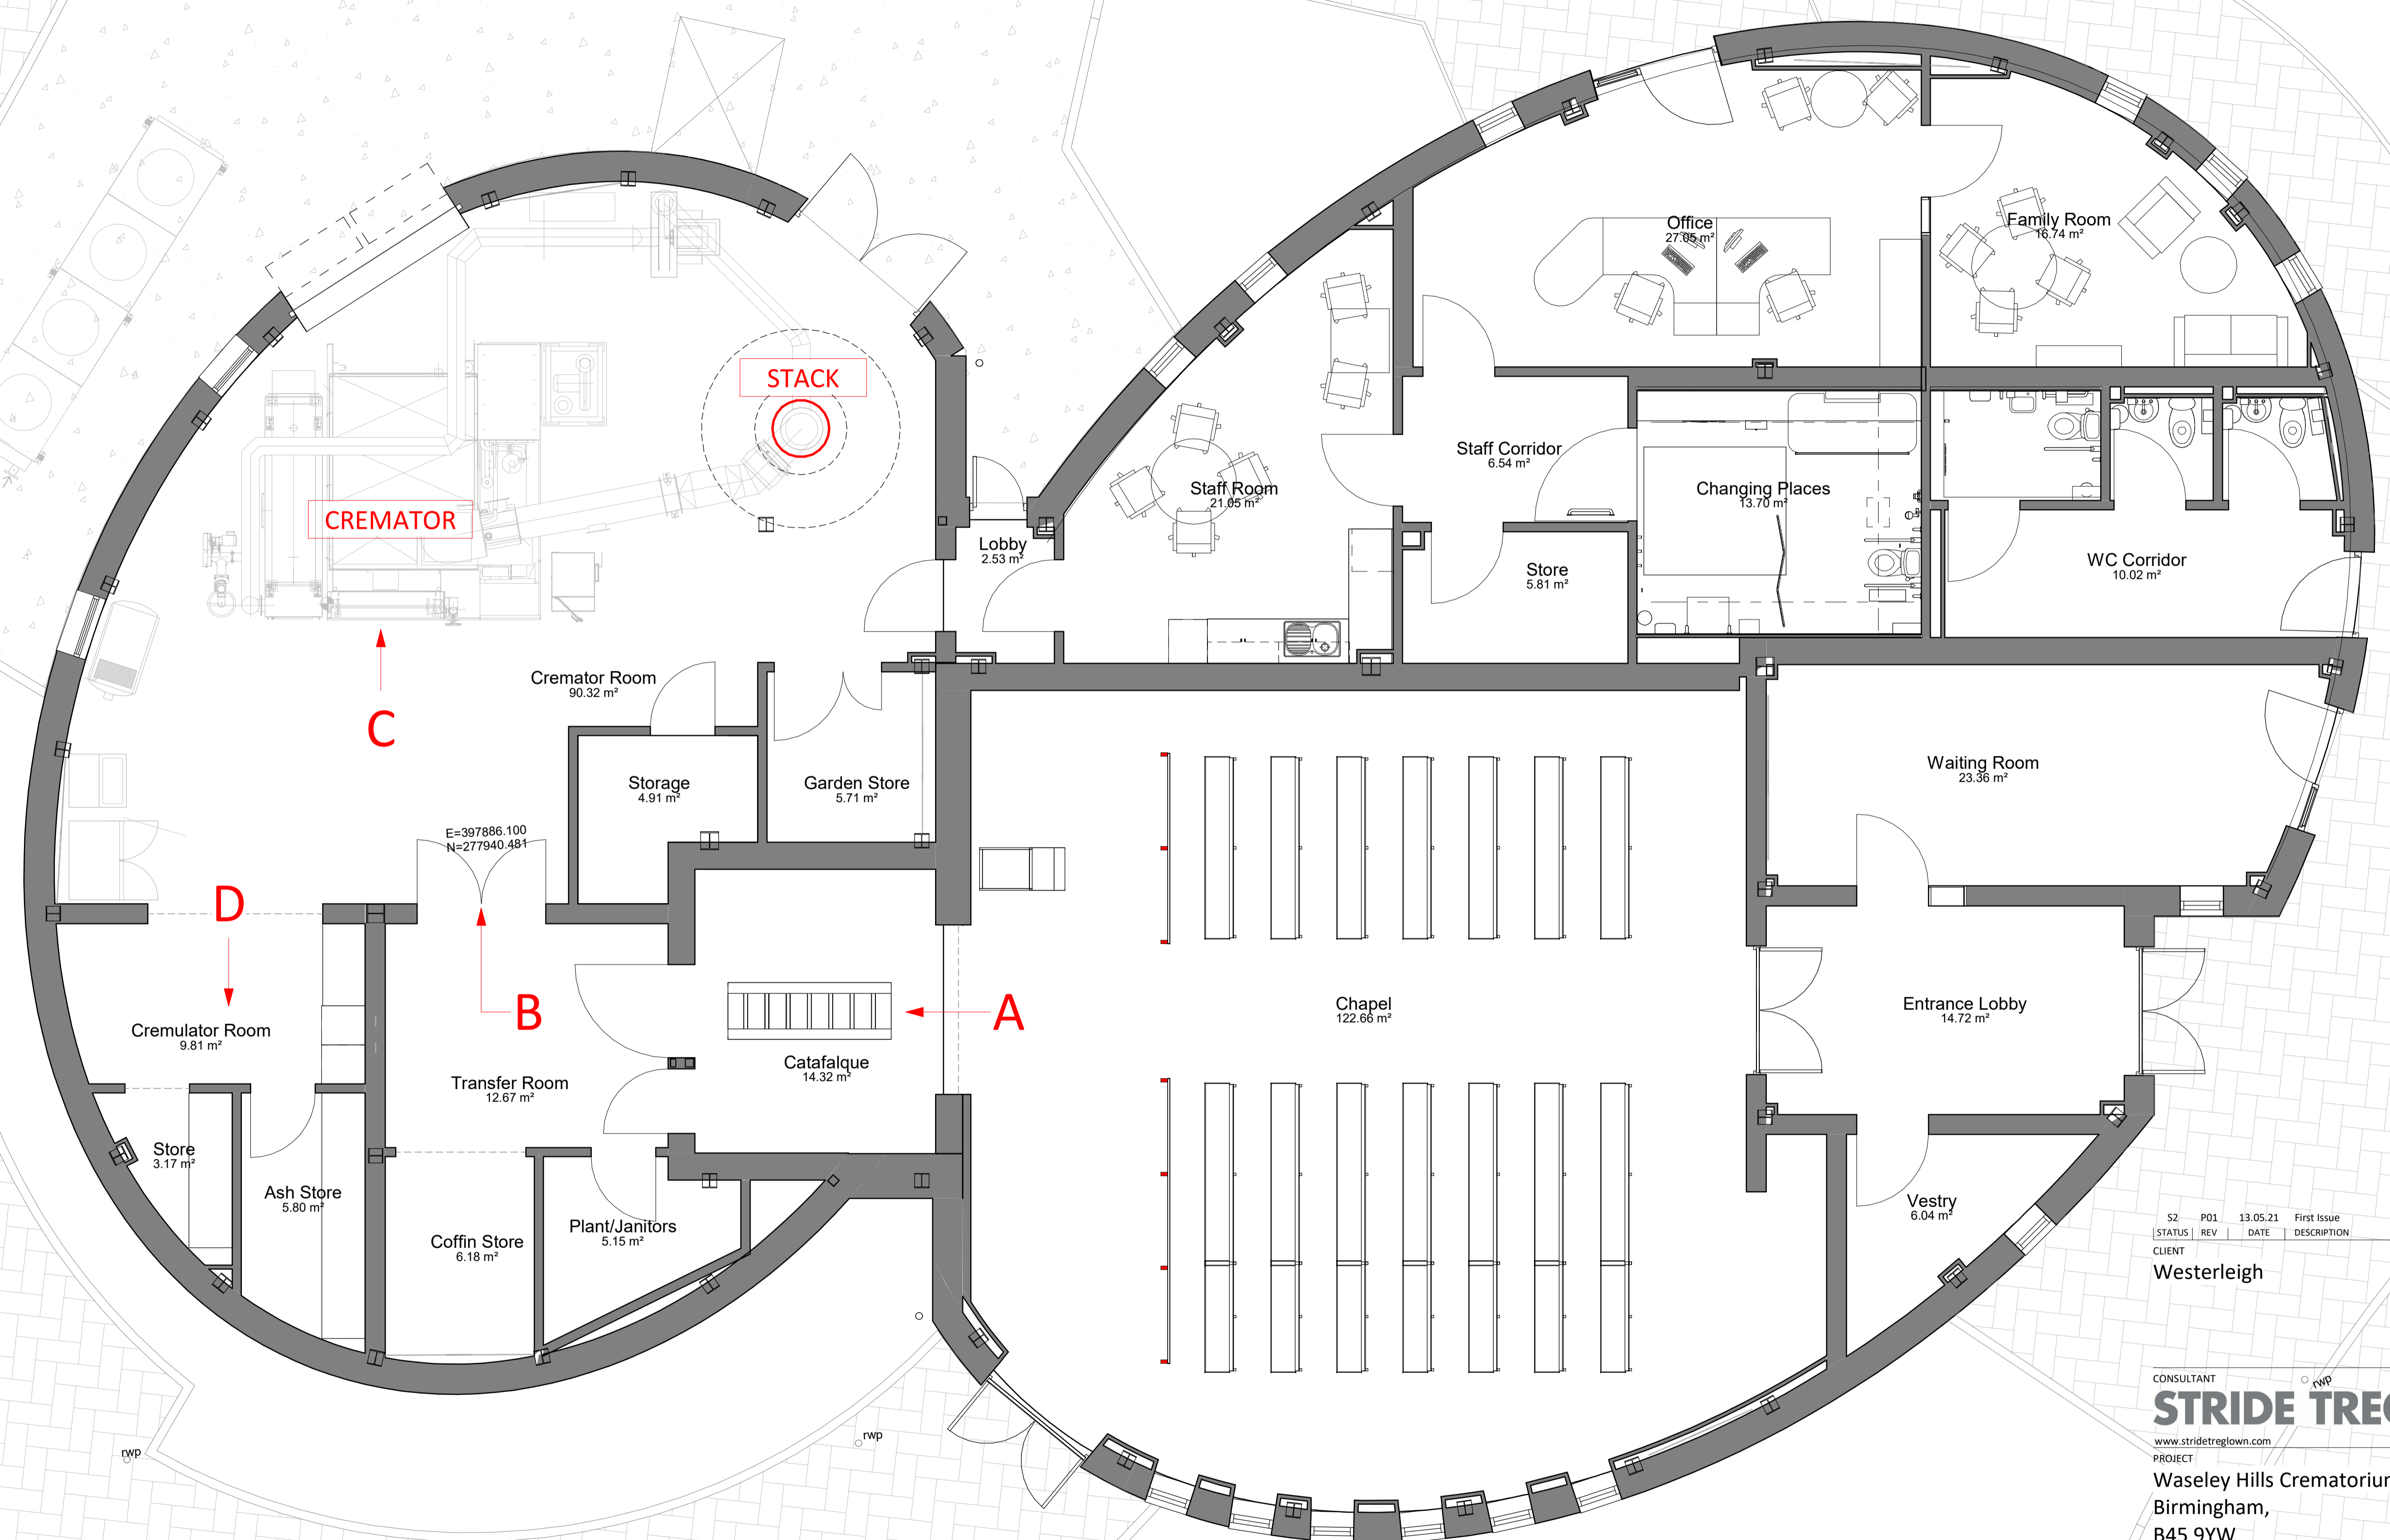 Office
27.05 m²
Family Room
16.74 m²
STACK
CREMATOR
Staff Corridor
6.54 m²
Staff Room
21.05 m²
Changing Places
13.70 m²
Lobby
2.53 m²
Store
5.81 m²
WC Corridor
10.02 m²
Cremator Room
90.32 m²
C
Storage
4.91 m²
Garden Store
5.71 m²
Waiting Room
23.36 m²
E=397886.100
N=277940.481
D
B
A
Cremulator Room
9.81 m²
Transfer Room
12.67 m²
Catafalque
14.32 m²
Chapel
122.66 m²
Entrance Lobby
14.72 m²
Store
3.17 m²
Ash Store
5.80 m²
Coffin Store
6.18 m²
Plant/Janitors
5.15 m²
Vestry
6.04 m²
S2 P01 13.05.21 First Issue
STATUS REV DATE DESCRIPTION
CLIENT
Westerleigh
CONSULTANT
rwp
STRIDE TREG
www.stridetreglown.com
PROJECT
Waseley Hills Crematoriu
Birmingham,
B45 9YW
rwp
rwp